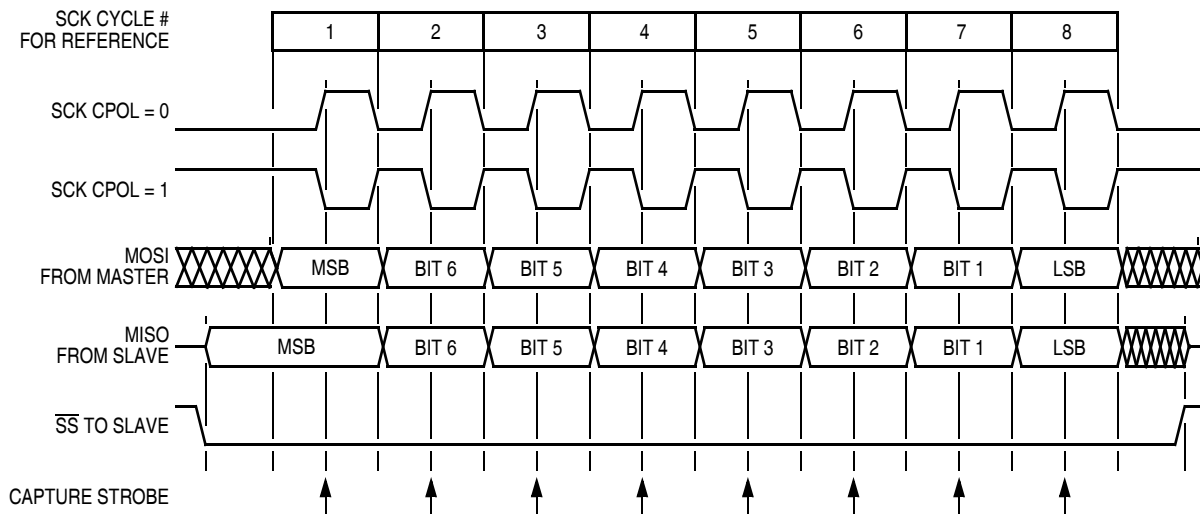 SCK CYCLE #
FOR REFERENCE
1 2 3 4 5 6 7 8
SCK CPOL = 0
SCK CPOL = 1
MOSI
FROM MASTER
MSB BIT 6 BIT 5 BIT 4 BIT 3 BIT 2 BIT 1 LSB
MISO
FROM SLAVE
MSB BIT 6 BIT 5 BIT 4 BIT 3 BIT 2 BIT 1 LSB
S̅S̅ TO SLAVE
CAPTURE STROBE